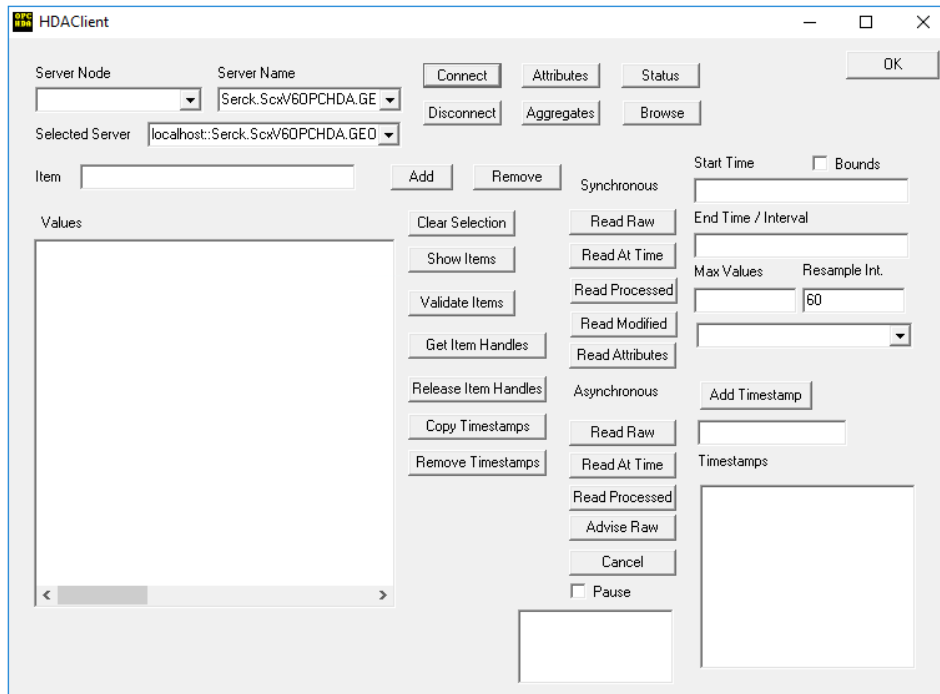 OPC HDA HDAClient
Server Node Server Name Connect Attributes Status OK
Serck.ScxV6OPCHDA.GE Disconnect Aggregates Browse
Selected Server localhost::Serck.ScxV6OPCHDA.GEO
Item Add Remove Synchronous Start Time Bounds
Values Clear Selection Read Raw End Time / Interval
Show Items Read At Time
Max Values Resample Int.
Validate Items Read Processed 60
Get Item Handles Read Modified
Read Attributes
Release Item Handles Asynchronous Add Timestamp
Copy Timestamps Read Raw
Remove Timestamps Read At Time Timestamps
Read Processed
Advise Raw
Cancel
Pause